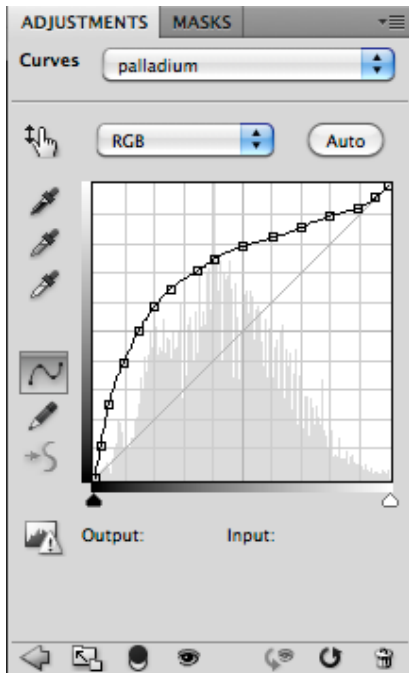 ADJUSTMENTS MASKS
Curves palladium
RGB Auto
Output: Input: